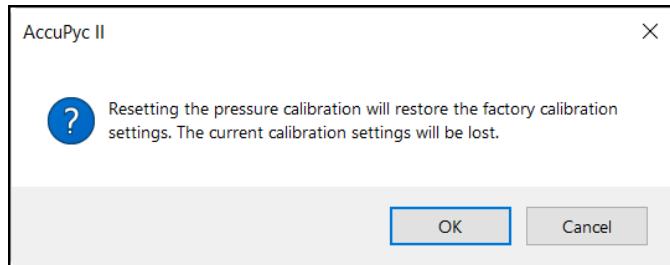 AccuPyc II
Resetting the pressure calibration will restore the factory calibration
settings. The current calibration settings will be lost.
OK
Cancel